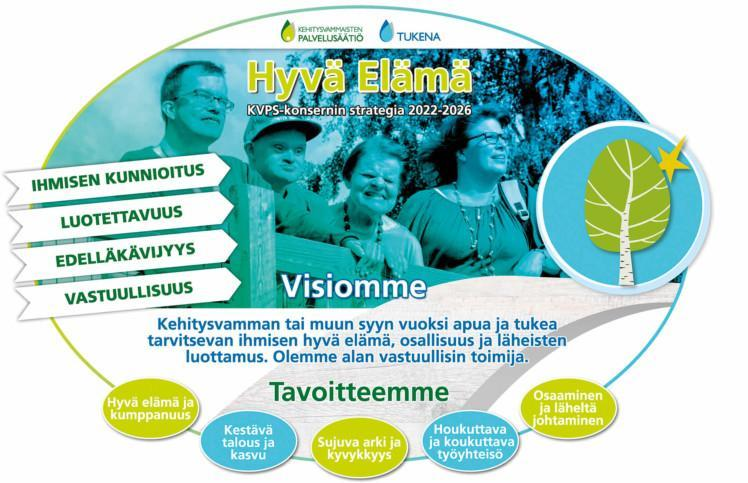 KEHITYSVAMMAISTEN
PALVELUSÄÄTIÖ
TUKENA
Hyvä Elämä
KVPS-konsernin strategia 2022-2026
IHMISEN KUNNIOITUS
LUOTETTAVUUS
EDELLÄKÄVIJYYS
VASTUULLISUUS
Visiomme
Kehitysvamman tai muun syyn vuoksi apua ja tukea
tarvitsevan ihmisen hyvä elämä, osallisuus ja läheisten
luottamus. Olemme alan vastuullisin toimija.
Tavoitteemme
Hyvä elämä ja
kumppanuus
Kestävä
talous ja
kasvu
Sujuva arki ja
kyvykkyys
Houkuttava
ja koukuttava
työyhteisö
Osaaminen
ja läheltä
johtaminen